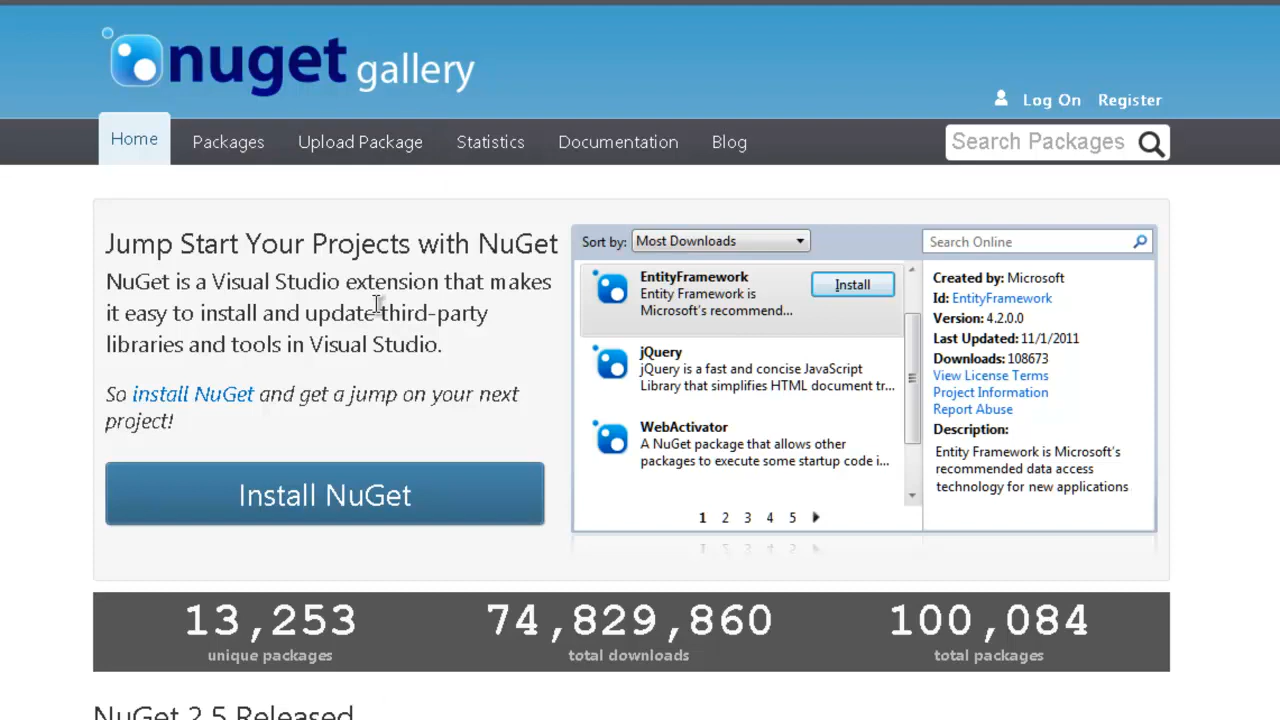 nuget gallery
Log On Register
Home Packages Upload Package Statistics Documentation Blog
Search Packages
Jump Start Your Projects with NuGet
NuGet is a Visual Studio extension that makes
it easy to install and update third-party
libraries and tools in Visual Studio.
So install NuGet and get a jump on your next
project!
Install NuGet
Sort by: Most Downloads
Search Online
EntityFramework
Entity Framework is
Microsoft's recommend...
Install
jQuery
jQuery is a fast and concise JavaScript
Library that simplifies HTML document tr...
WebActivator
A NuGet package that allows other
packages to execute some startup code i...
1 2 3 4 5
Created by: Microsoft
Id: EntityFramework
Version: 4.2.0.0
Last Updated: 11/1/2011
Downloads: 108673
View License Terms
Project Information
Report Abuse
Description:
Entity Framework is Microsoft's
recommended data access
technology for new applications
13,253 74,829,860 100,084
unique packages total downloads total packages
NuGet 2.5 Released